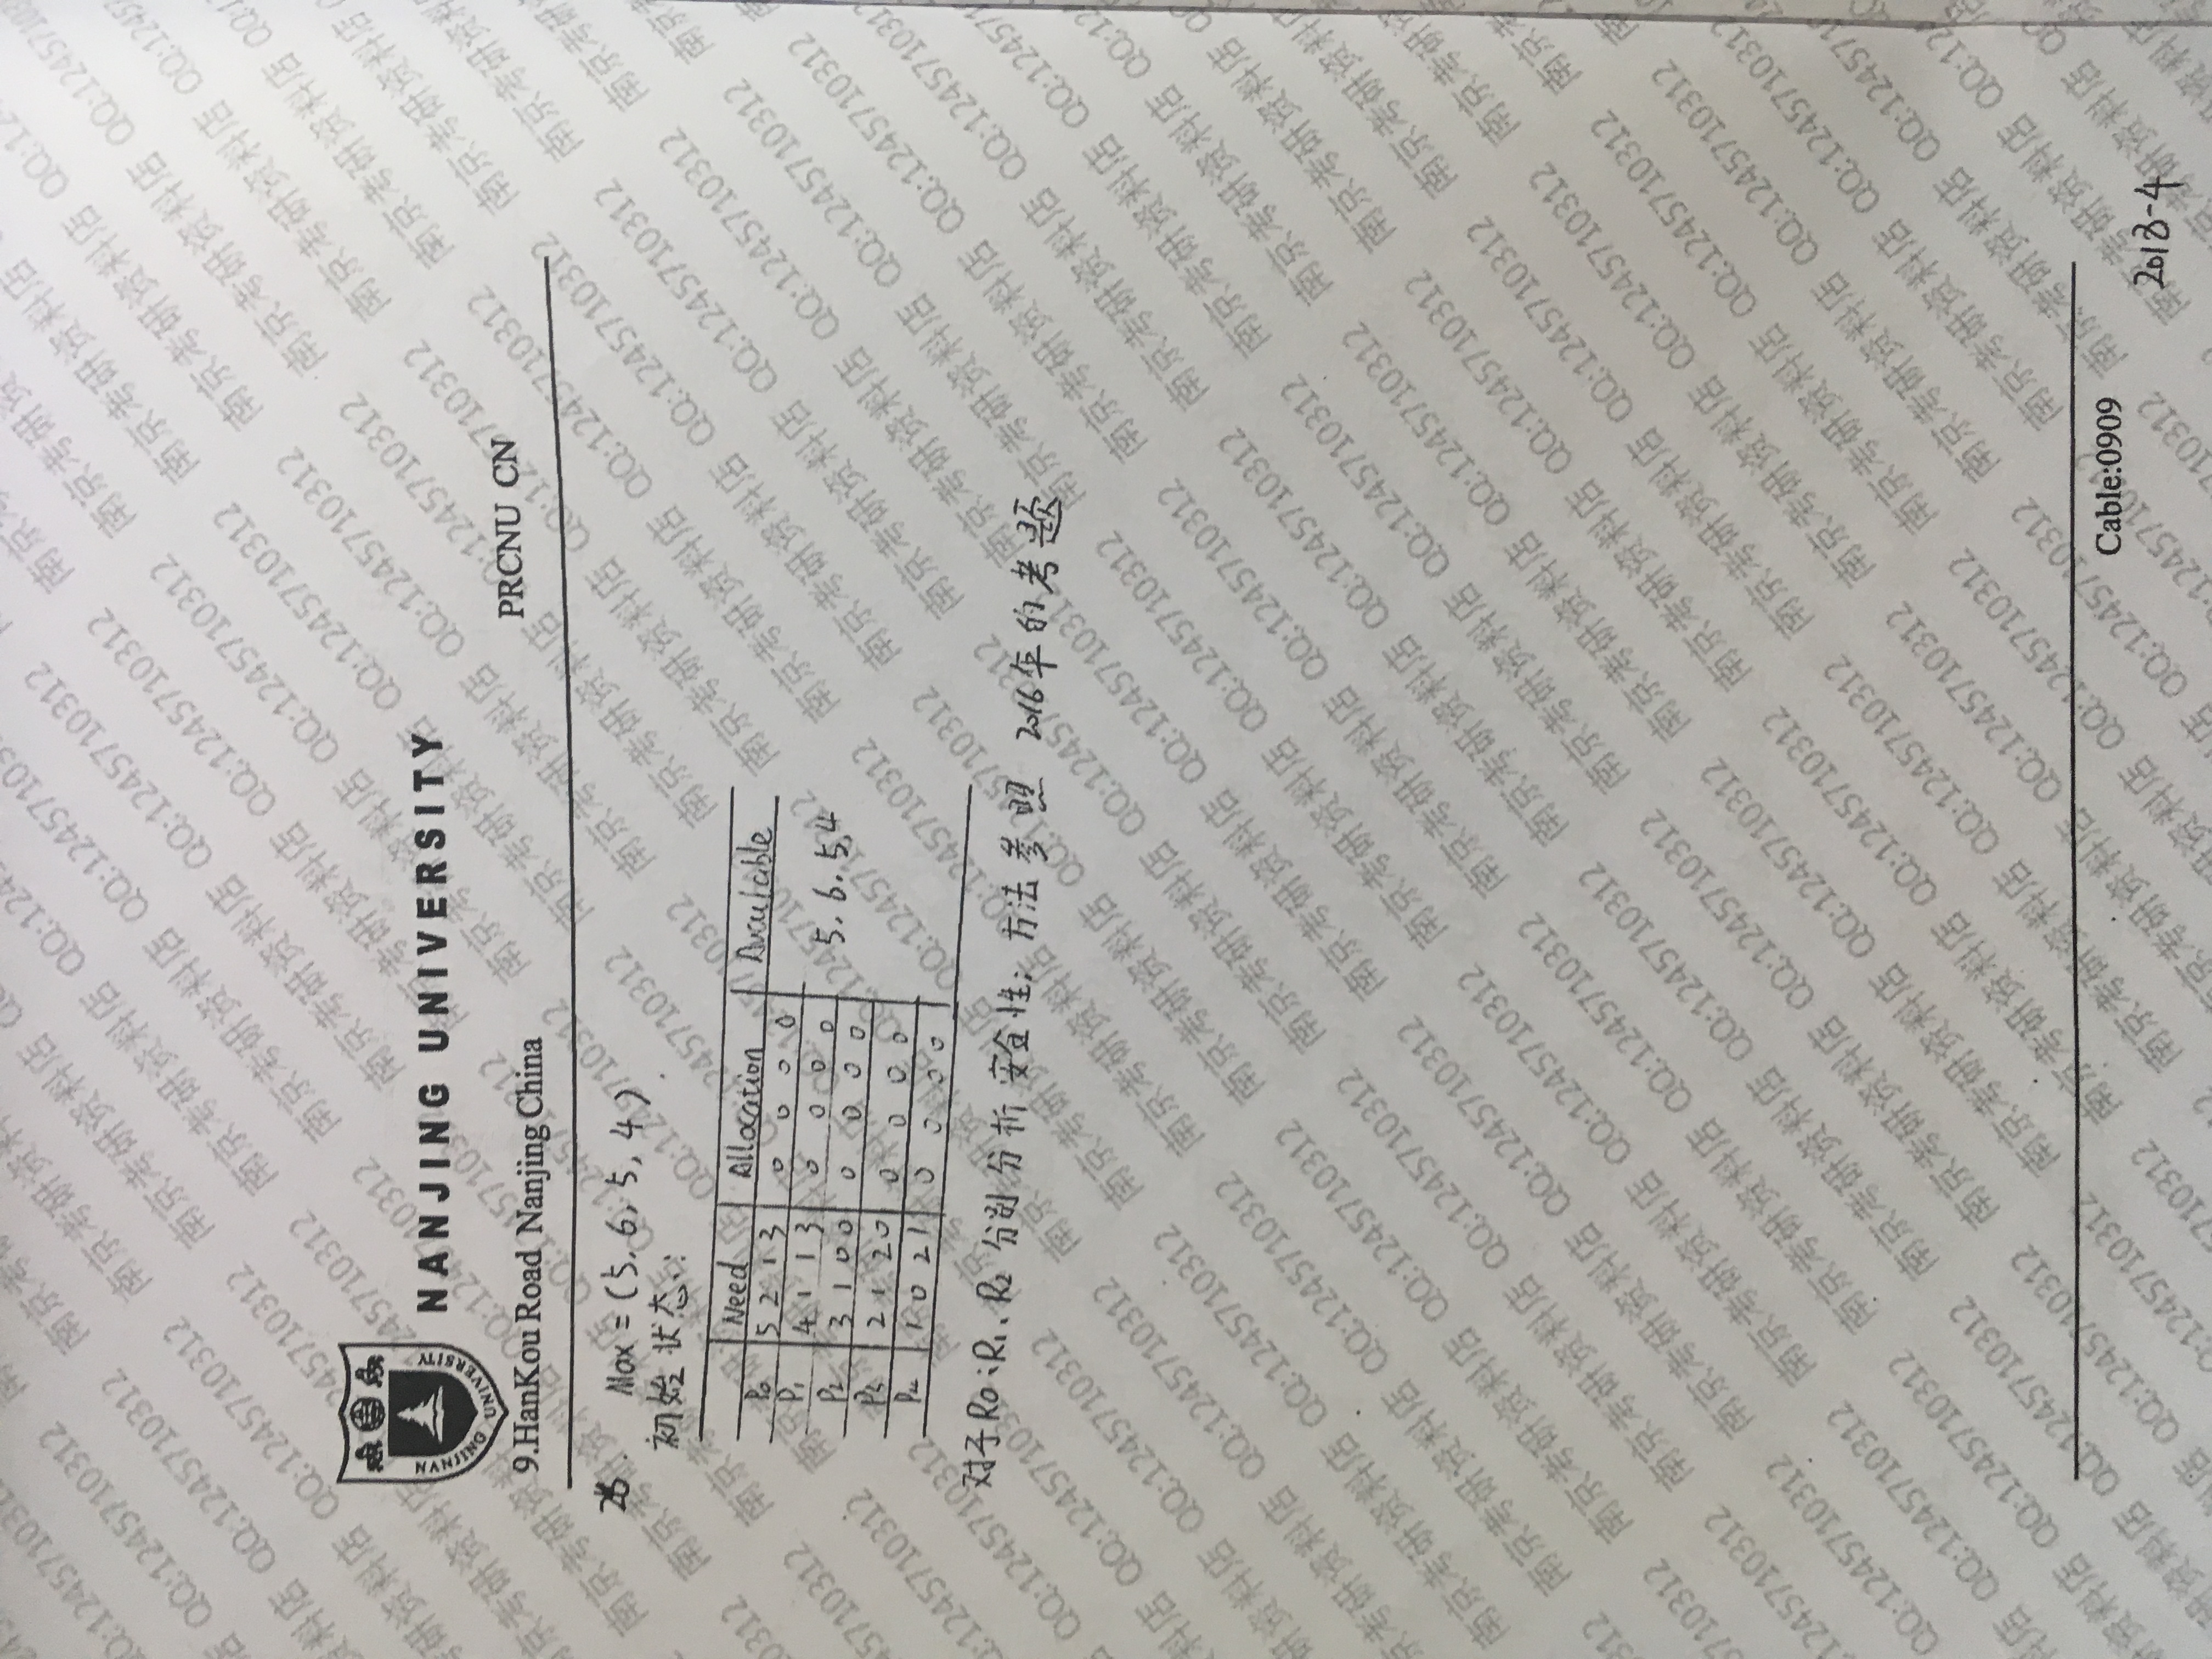 NANJING UNIVERSITY
NANJING UNIVERSITY
9.HanKou Road Nanjing China
PRCNU CN
Max = (5, 6, 5, 4)
初始状态:
Need Allocation Available
P0 5 2 1 3 0 0 0 0
P1 4 1 1 3 0 0 0 0 5, 6, 5, 4
P2 3 1 0 0 0 0 0 0
P3 2 1 2 0 0 0 0 0
P4 1 0 2 1 0 0 0 0
对于R0、R1、R2 分别分析安全性; 方法参照 2016年的考题
Cable:0909
2018-4
南京考研资料店 QQ:1245710312